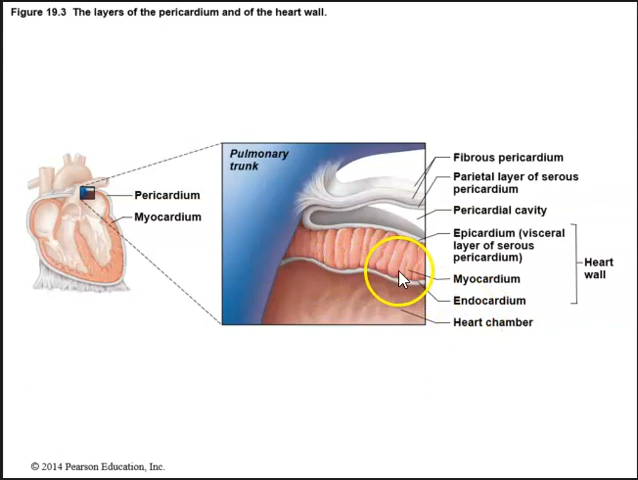 Figure 19.3 The layers of the pericardium and of the heart wall.
Pulmonary
trunk
Pericardium
Myocardium
Fibrous pericardium
Parietal layer of serous
pericardium
Pericardial cavity
Epicardium (visceral
layer of serous
pericardium)
Myocardium
Endocardium
Heart chamber
Heart
wall
© 2014 Pearson Education, Inc.